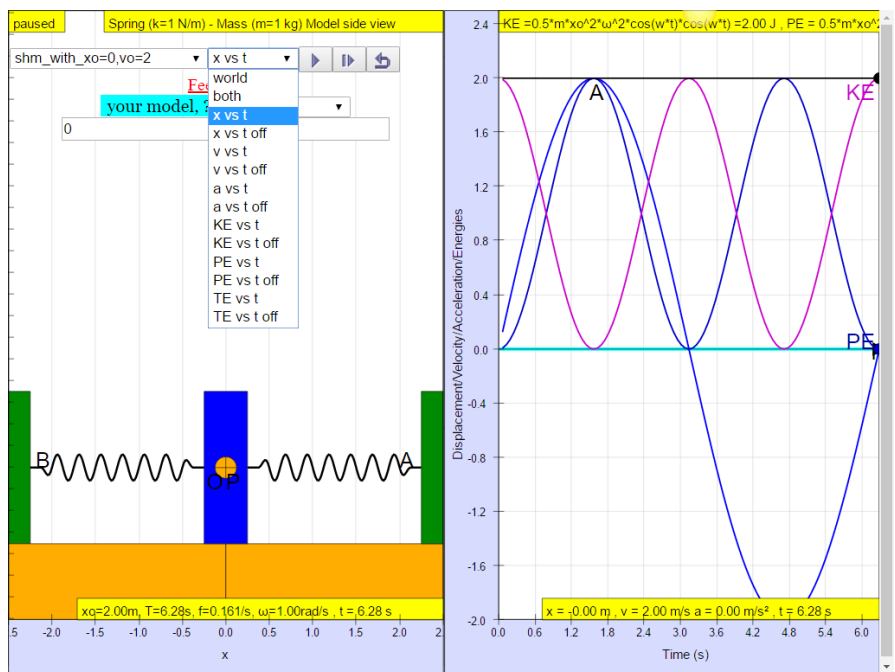 paused
Spring (k=1 N/m) - Mass (m=1 kg) Model side view
shm_with_xo=0,vo=2
x vs t
Fee
your model, ?
0
world
both
x vs t
x vs t off
v vs t
v vs t off
a vs t
a vs t off
KE vs t
KE vs t off
PE vs t
PE vs t off
TE vs t
TE vs t off
B
A
O P
xo=2.00m, T=6.28s, f=0.161/s, ω=1.00rad/s , t = 6.28 s
.5 -2.0 -1.5 -1.0 -0.5 0.0 0.5 1.0 1.5 2.0 2.
x
KE =0.5*m*xo^2*ω^2*cos(w*t)*cos(w*t) =2.00 J , PE = 0.5*m*xo^2
2.4
2.0
A
KE
1.6
1.2
0.8
0.4
0.0
PE
-0.4
-0.8
-1.2
-1.6
-2.0
Displacement/Velocity/Acceleration/Energies
x = -0.00 m , v = 2.00 m/s a = 0.00 m/s² , t = 6.28 s
0.0 0.6 1.2 1.8 2.4 3.0 3.6 4.2 4.8 5.4 6.0
Time (s)